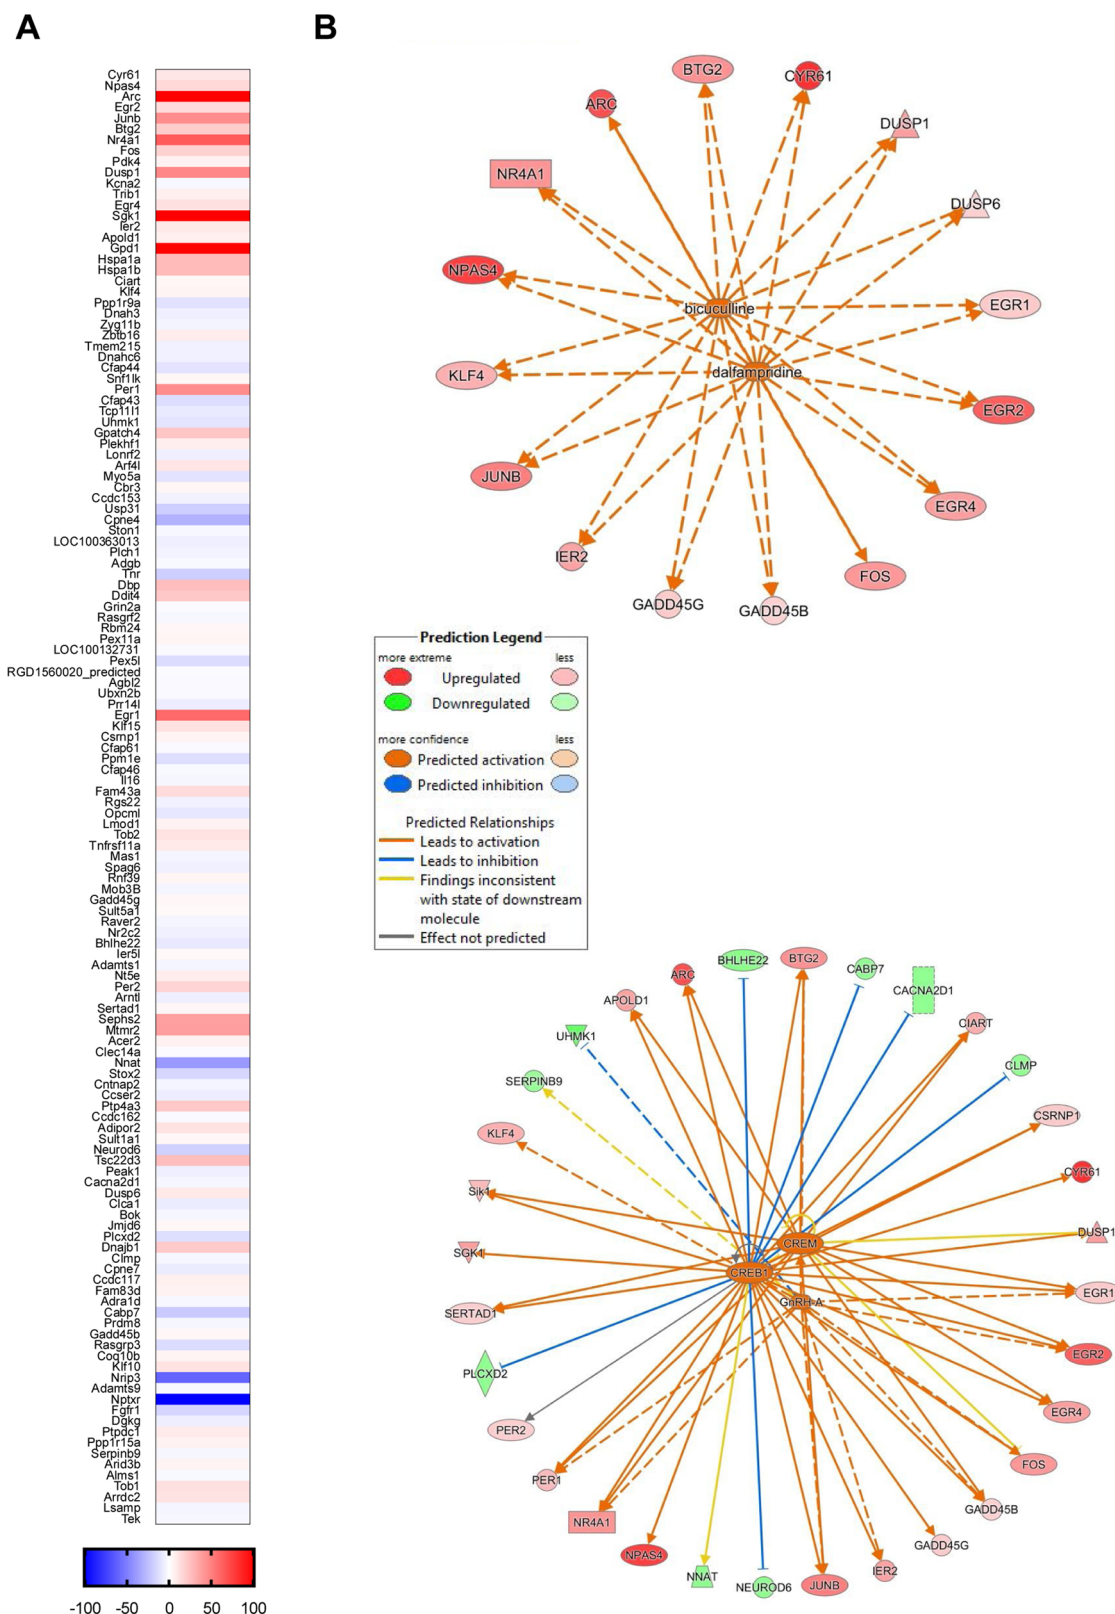 A
Cyr61
Npas4
Arc
Egr2
Junb
Btg2
Nr4a1
Fos
Pdk4
Dusp1
Kcna2
Trib1
Egr4
Sgk1
Ier2
Apold1
Gpd1
Hspa1a
Hspa1b
Ciart
Klf4
Ppp1r9a
Dnah3
Zyg11b
Zbtb16
Tmem215
Dnahc6
Cfap44
Snf1lk
Per1
Cfap43
Tcp11l1
Uhmk1
Gpatch4
Plekhf1
Lonrf2
Arf4l
Myo5a
Cbr3
Ccdc153
Usp31
Cpne4
Ston1
LOC100363013
Plch1
Adgb
Tnr
Dbp
Ddit4
Grin2a
Rasgrf2
Rbm24
Pex11a
LOC100132731
Pex5l
RGD1560020_predicted
Agbl2
Ubxn2b
Prr14l
Egr1
Klf15
Csrnp1
Cfap61
Ppm1e
Cfap46
Il16
Fam43a
Rgs22
Opcml
Lmod1
Tob2
Tnfrsf11a
Mas1
Spag6
Rnf39
Mob3B
Gadd45g
Sult5a1
Raver2
Nr2c2
Bhlhe22
Ier5l
Adamts1
Nt5e
Per2
Arntl
Sertad1
Sephs2
Mtmr2
Acer2
Clec14a
Nnat
Stox2
Cntnap2
Ccser2
Ptp4a3
Ccdc162
Adipor2
Sult1a1
Neurod6
Tsc22d3
Peak1
Cacna2d1
Dusp6
Clca1
Bok
Jmjd6
Plcxd2
Dnajb1
Clmp
Cpne7
Ccdc117
Fam83d
Adra1d
Cabp7
Prdm8
Gadd45b
Rasgrp3
Coq10b
Klf10
Nrip3
Adamts9
Nptxr
Fgfr1
Dgkg
Ptpdc1
Ppp1r15a
Serpinb9
Arid3b
Alms1
Tob1
Arrdc2
Lsamp
Tek
-100 -50 0 50 100
B
BTG2
CYR61
ARC
DUSP1
NR4A1
DUSP6
NPAS4
EGR1
bicuculline
dalfampridine
KLF4
EGR2
JUNB
EGR4
IER2
FOS
GADD45G
GADD45B
Prediction Legend
more extreme less
Upregulated
Downregulated
more confidence less
Predicted activation
Predicted inhibition
Predicted Relationships
Leads to activation
Leads to inhibition
Findings inconsistent
with state of downstream
molecule
Effect not predicted
BHLHE22
BTG2
CABP7
ARC
CACNA2D1
APOLD1
CIART
UHMK1
CLMP
SERPINB9
CSRNP1
KLF4
CYR61
Sik1
DUSP1
SGK1
CREM
CREB1
EGR1
GnRH-A
SERTAD1
EGR2
PLCXD2
EGR4
PER2
FOS
PER1
GADD45B
NR4A1
GADD45G
NPAS4
IER2
NNAT
NEUROD6
JUNB